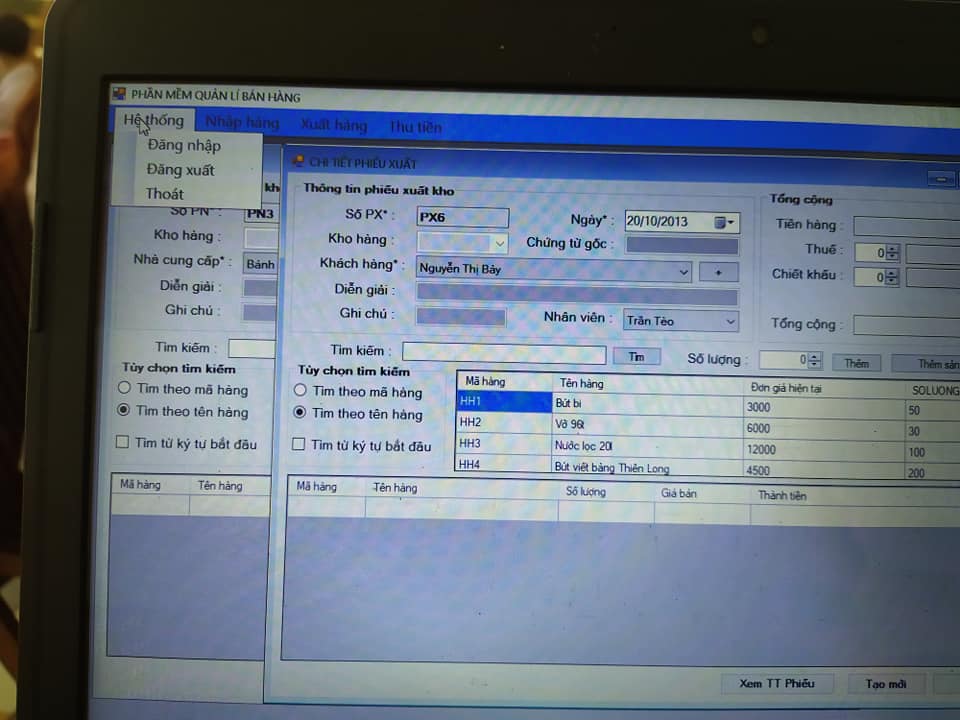 PHẦN MỀM QUẢN LÍ BÁN HÀNG
Hệ thống Nhập hàng Xuất hàng Thu tiền
Đăng nhập
Đăng xuất
Thoát
Số PN* : PN3
Kho hàng :
Nhà cung cấp* : Bánh
Diễn giải :
Ghi chú :
Tìm kiếm :
Tùy chọn tìm kiếm
Tìm theo mã hàng
Tìm theo tên hàng
Tìm từ ký tự bắt đầu
Mã hàng Tên hàng
CHI TIẾT PHIẾU XUẤT
Thông tin phiếu xuất kho
Số PX* : PX6 Ngày* : 20/10/2013
Kho hàng : Chứng từ gốc :
Khách hàng* : Nguyễn Thị Bảy +
Diễn giải :
Ghi chú : Nhân viên : Trần Tèo
Tổng cộng
Tiền hàng :
Thuế : 0
Chiết khấu : 0
Tổng cộng :
Tìm kiếm : Tìm Số lượng : 0 Thêm Thêm sản
Tùy chọn tìm kiếm
Tìm theo mã hàng
Tìm theo tên hàng
Tìm từ ký tự bắt đầu
Mã hàng Tên hàng Đơn giá hiện tại SOLUONG
HH1 Bút bi 3000 50
HH2 Vở 96t 6000 30
HH3 Nước lọc 20l 12000 100
HH4 Bút viết bảng Thiên Long 4500 200
Mã hàng Tên hàng Số lượng Giá bán Thành tiền
Xem TT Phiếu Tạo mới